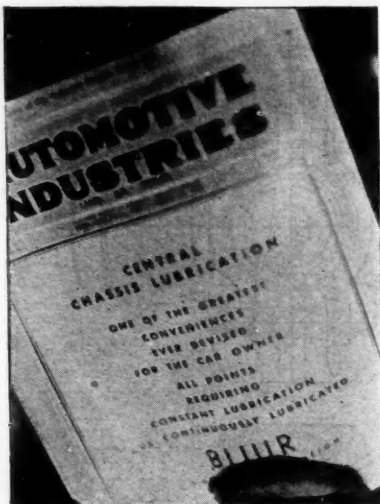 AUTOMOTIVE
INDUSTRIES
CENTRAL
CHASSIS LUBRICATION
ONE OF THE GREATEST
CONVENIENCES
EVER DEVISED
FOR THE CAR OWNER
ALL POINTS
REQUIRING
CONSTANT LUBRICATION
CONTINUOUSLY LUBRICATED